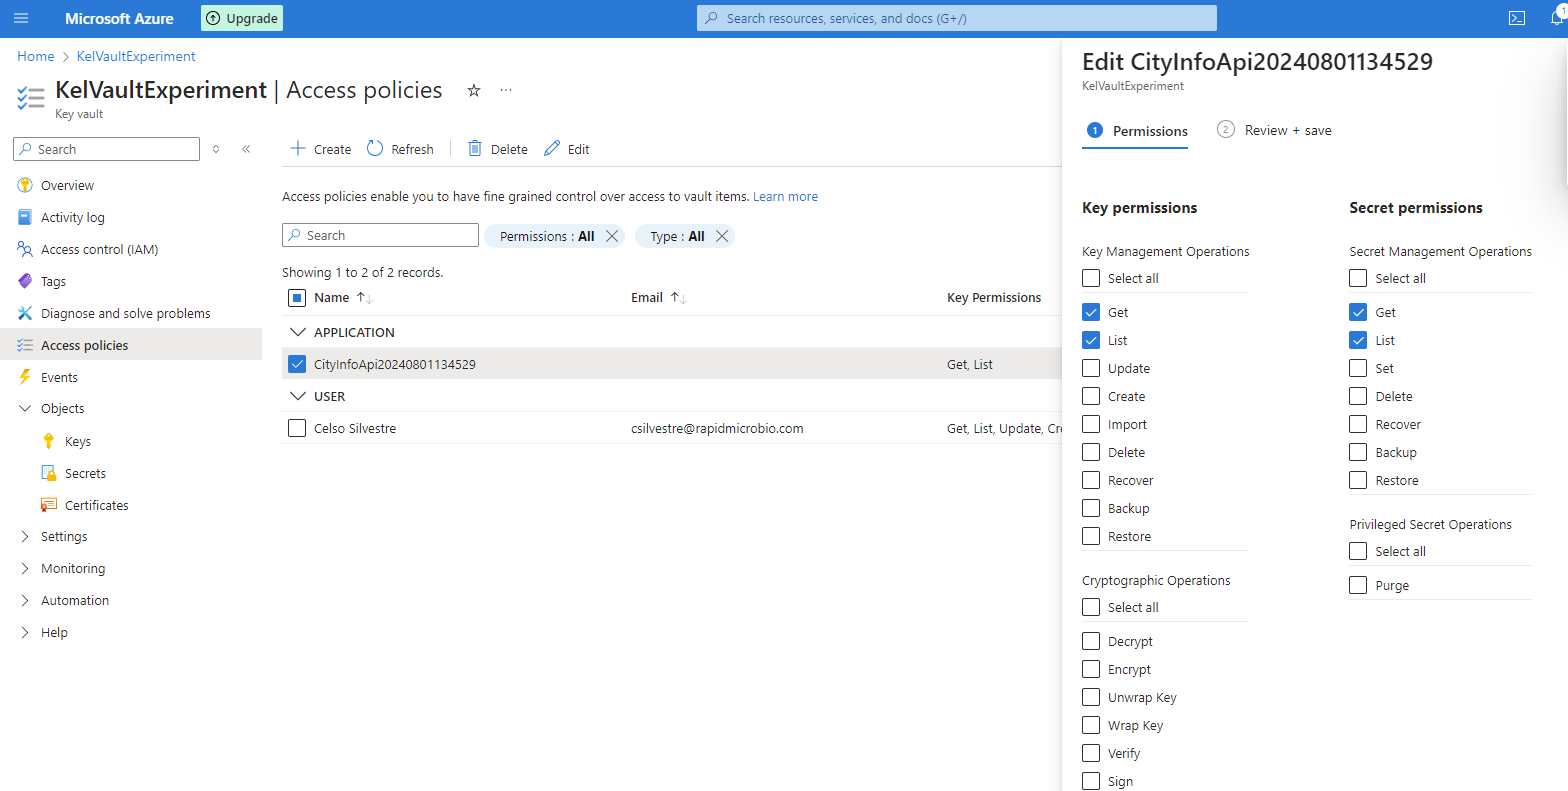 Microsoft Azure
Upgrade
Search resources, services, and docs (G+/)
1
Home > KelVaultExperiment
KelVaultExperiment | Access policies
Key vault
Search
Overview
Activity log
Access control (IAM)
Tags
Diagnose and solve problems
Access policies
Events
Objects
Keys
Secrets
Certificates
Settings
Monitoring
Automation
Help
Create Refresh Delete Edit
Access policies enable you to have fine grained control over access to vault items. Learn more
Search Permissions : All Type : All
Showing 1 to 2 of 2 records.
Name Email Key Permissions
APPLICATION
CityInfoApi20240801134529 Get, List
USER
Celso Silvestre csilvestre@rapidmicrobio.com Get, List, Update, Cre
Edit CityInfoApi20240801134529
KelVaultExperiment
1 Permissions 2 Review + save
Key permissions
Key Management Operations
Select all
Get
List
Update
Create
Import
Delete
Recover
Backup
Restore
Cryptographic Operations
Select all
Decrypt
Encrypt
Unwrap Key
Wrap Key
Verify
Sign
Secret permissions
Secret Management Operations
Select all
Get
List
Set
Delete
Recover
Backup
Restore
Privileged Secret Operations
Select all
Purge